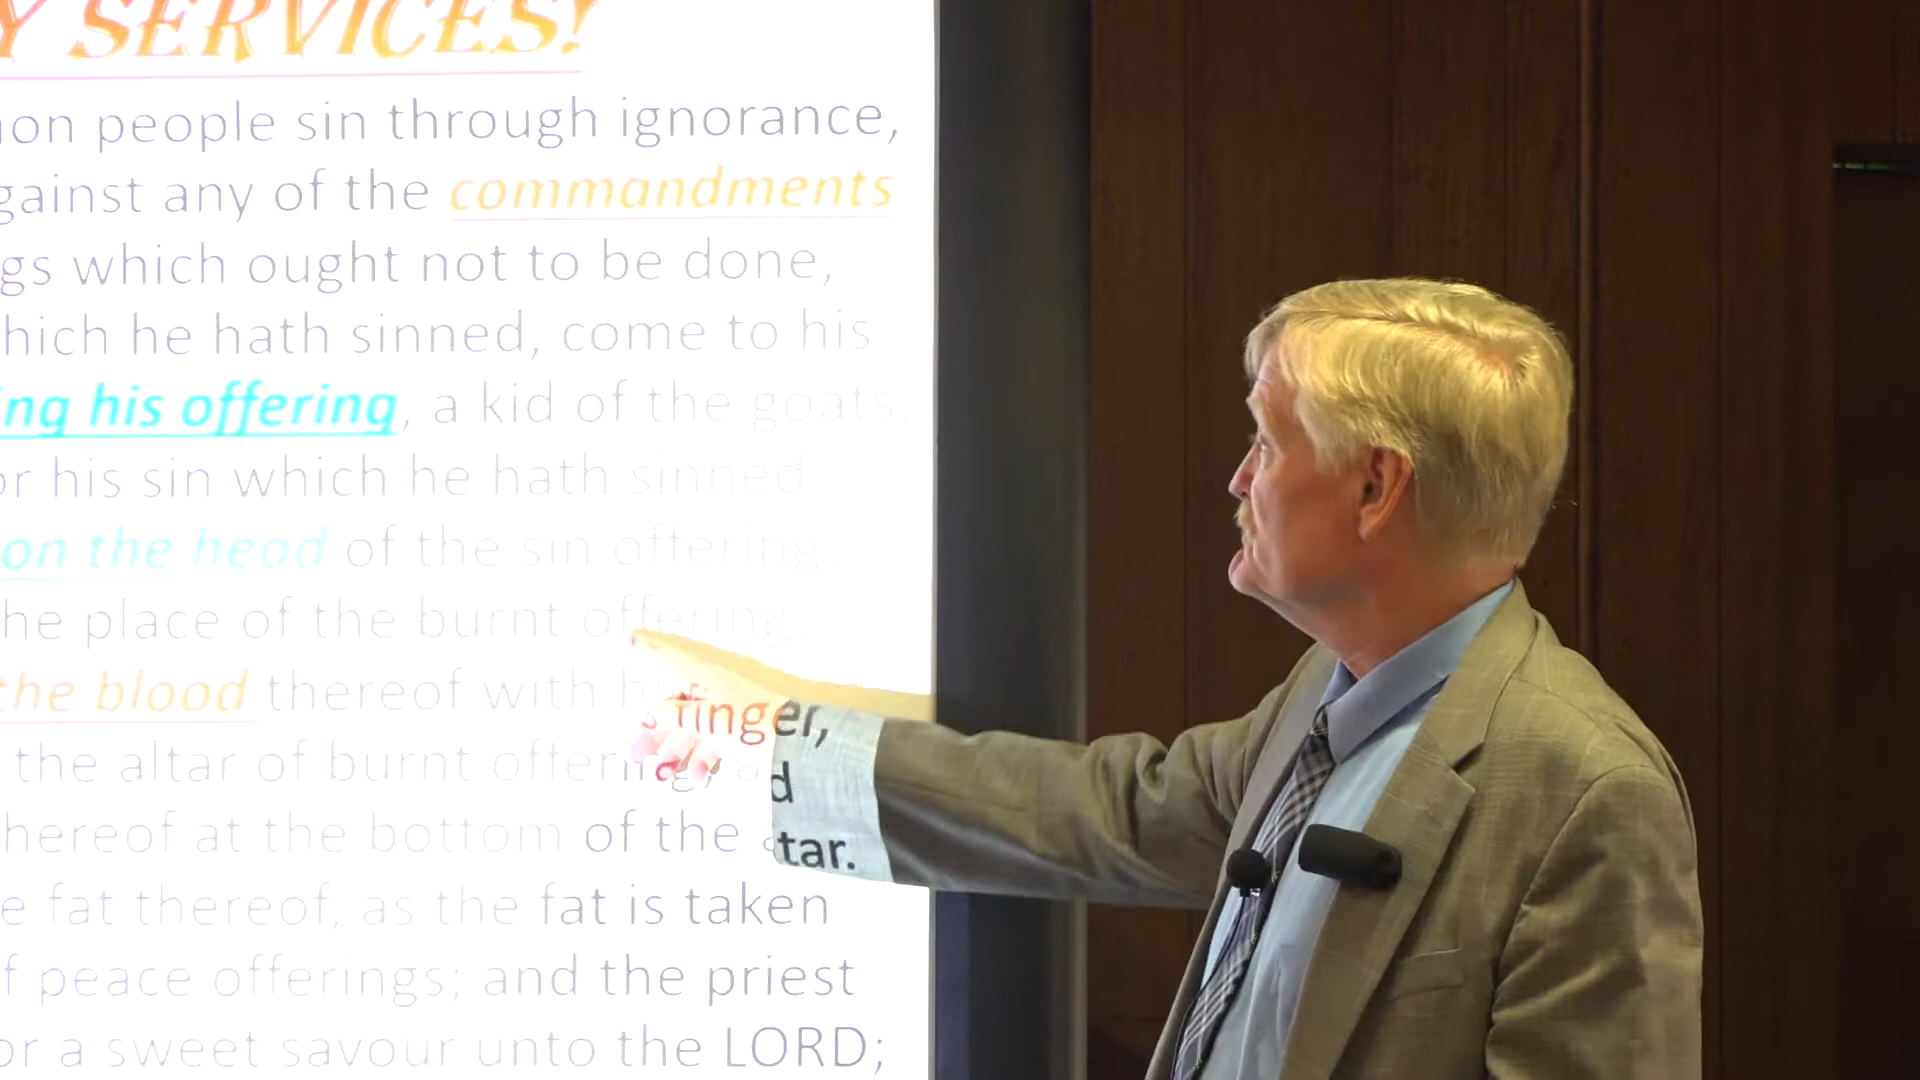 Y SERVICES!
on people sin through ignorance,
gainst any of the commandments
gs which ought not to be done,
hich he hath sinned, come to his
ing his offering, a kid of the goats,
or his sin which he hath sinned
on the head of the sin offering,
he place of the burnt offering.
the blood thereof with his finger,
the altar of burnt offering, a d
hereof at the bottom of the tar.
e fat thereof, as the fat is taken
f peace offerings; and the priest
or a sweet savour unto the LORD;